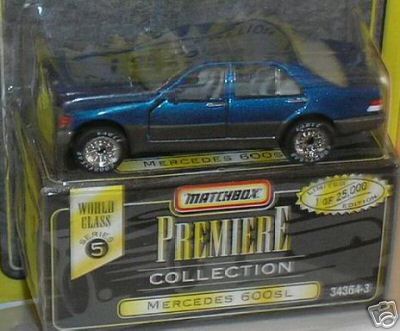 MERCEDES 600SL
MATCHBOX
WORLD CLASS
SERIES
5
PREMIERE
COLLECTION
LIMITED
1 OF 25,000
EDITION
MERCEDES 600SL
34364-3